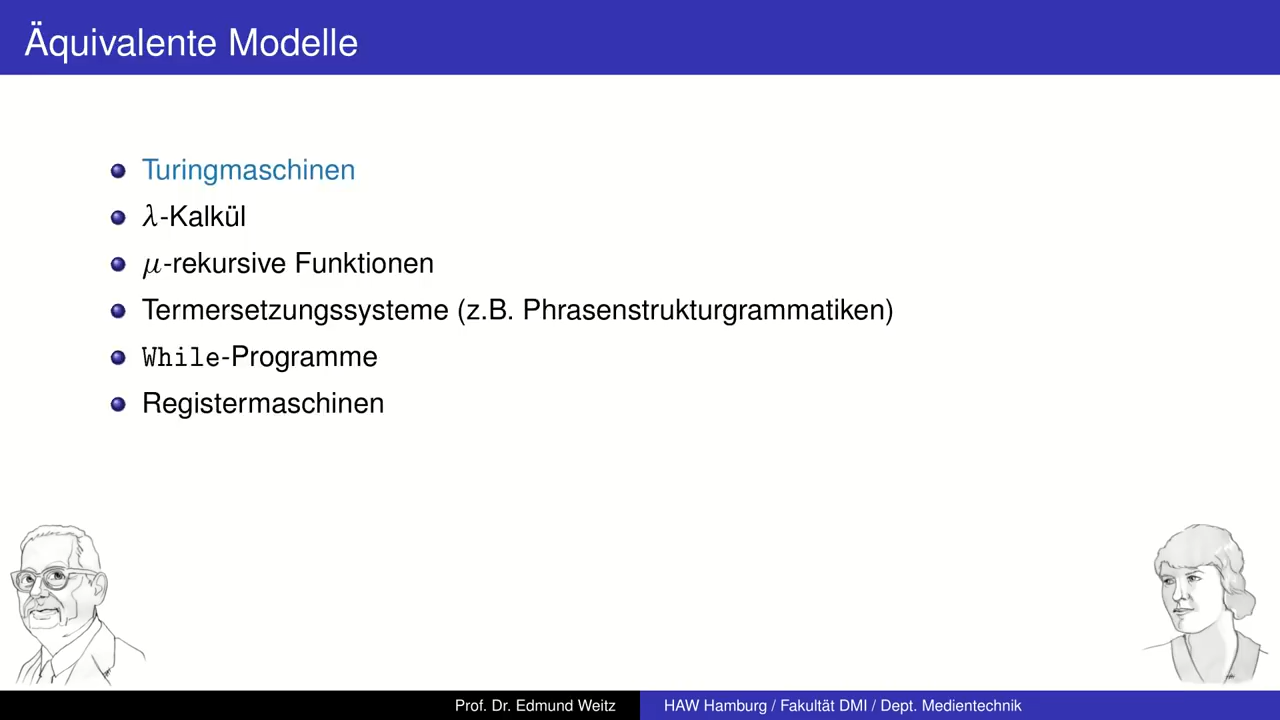 Äquivalente Modelle
Turingmaschinen
λ-Kalkül
μ-rekursive Funktionen
Termersetzungssysteme (z.B. Phrasenstrukturgrammatiken)
While-Programme
Registermaschinen
Prof. Dr. Edmund Weitz
HAW Hamburg / Fakultät DMI / Dept. Medientechnik